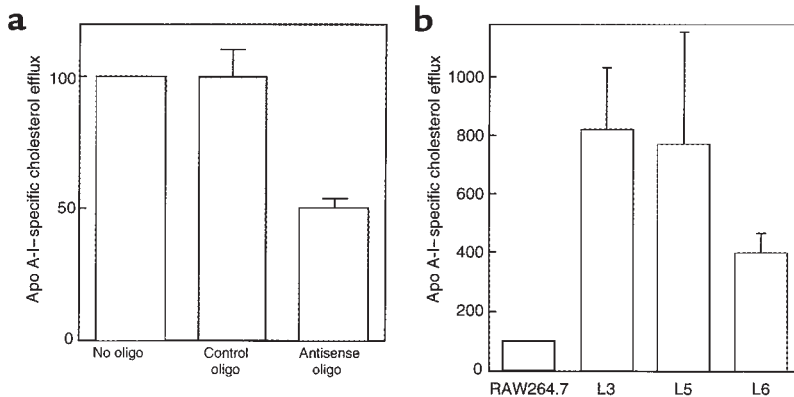 a
Apo A-I–specific cholesterol efflux
100
50
0
No oligo
Control
oligo
Antisense
oligo
b
Apo A-I–specific cholesterol efflux
1000
800
600
400
200
0
RAW264.7
L3
L5
L6